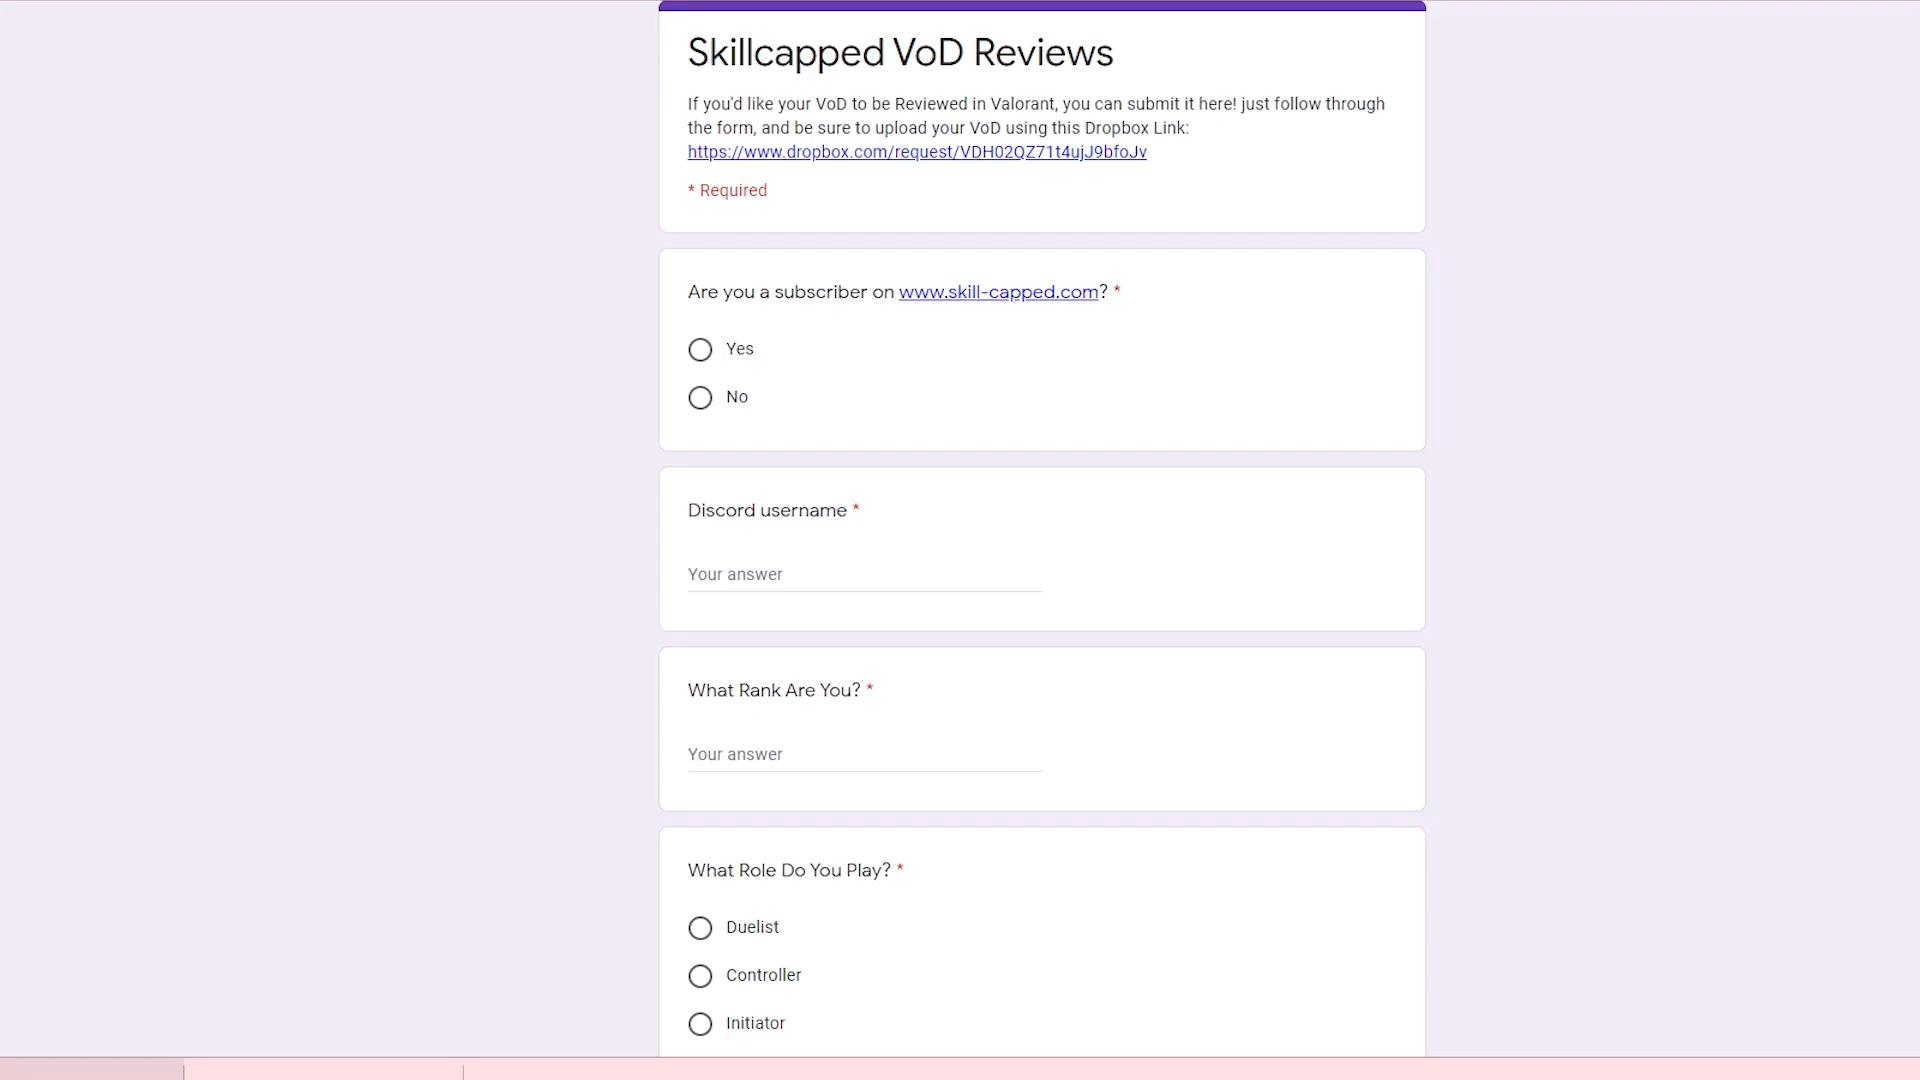 Skillcapped VoD Reviews
If you'd like your VoD to be Reviewed in Valorant, you can submit it here! just follow through
the form, and be sure to upload your VoD using this Dropbox Link:
https://www.dropbox.com/request/VDH02QZ71t4ujJ9bfoJv
* Required
Are you a subscriber on www.skill-capped.com? *
Yes
No
Discord username *
Your answer
What Rank Are You? *
Your answer
What Role Do You Play? *
Duelist
Controller
Initiator